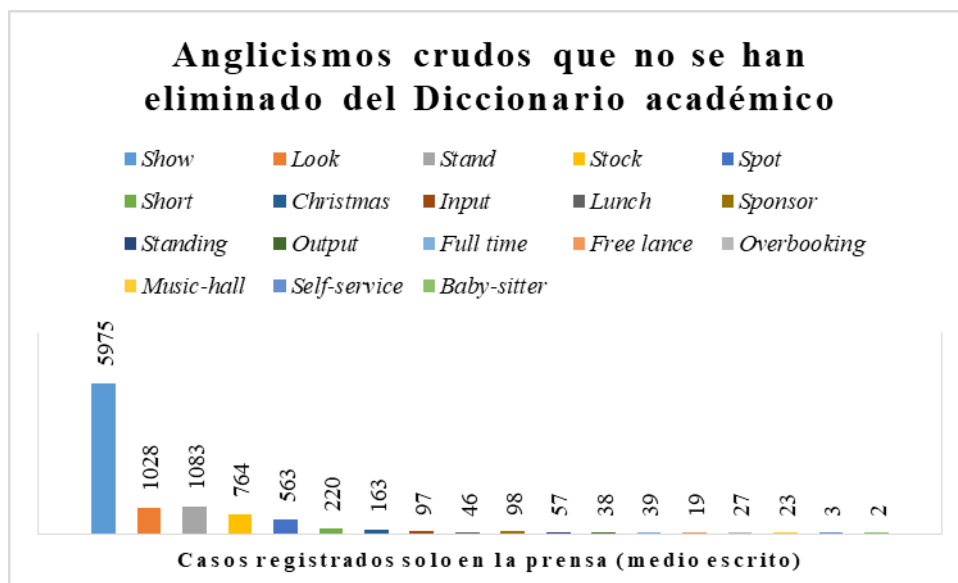 Anglicismos crudos que no se han
eliminado del Diccionario académico
Show Look Stand Stock Spot
Short Christmas Input Lunch Sponsor
Standing Output Full time Free lance Overbooking
Music-hall Self-service Baby-sitter
5975 1028 1083 764 563 220 163 97 46 98 57 38 39 19 27 23 3 2
Casos registrados solo en la prensa (medio escrito)